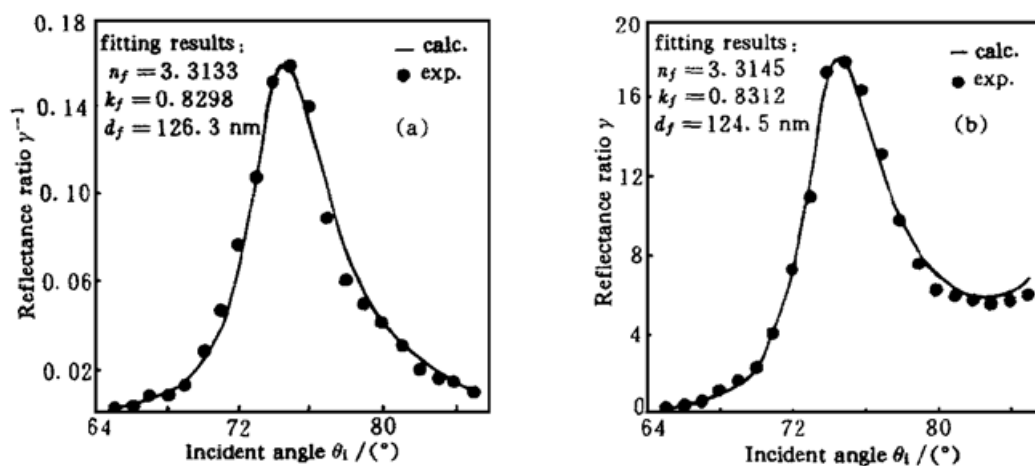 0.18
0.14
0.10
0.06
0.02
Reflectance ratio γ⁻¹
fitting results:
n_f = 3.3133
k_f = 0.8298
d_f = 126.3 nm
— calc.
● exp.
(a)
64 72 80
Incident angle θ₁/(°)
20
16
12
8
4
0
Reflectance ratio γ
fitting results:
n_f = 3.3145
k_f = 0.8312
d_f = 124.5 nm
— calc.
● exp.
(b)
64 72 80
Incident angle θ₁/(°)